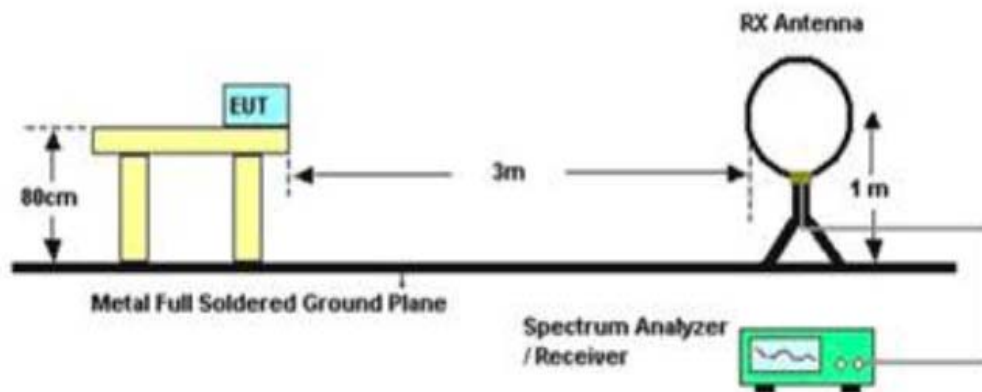 RX Antenna
EUT
3m
80cm
1 m
Metal Full Soldered Ground Plane
Spectrum Analyzer
/ Receiver